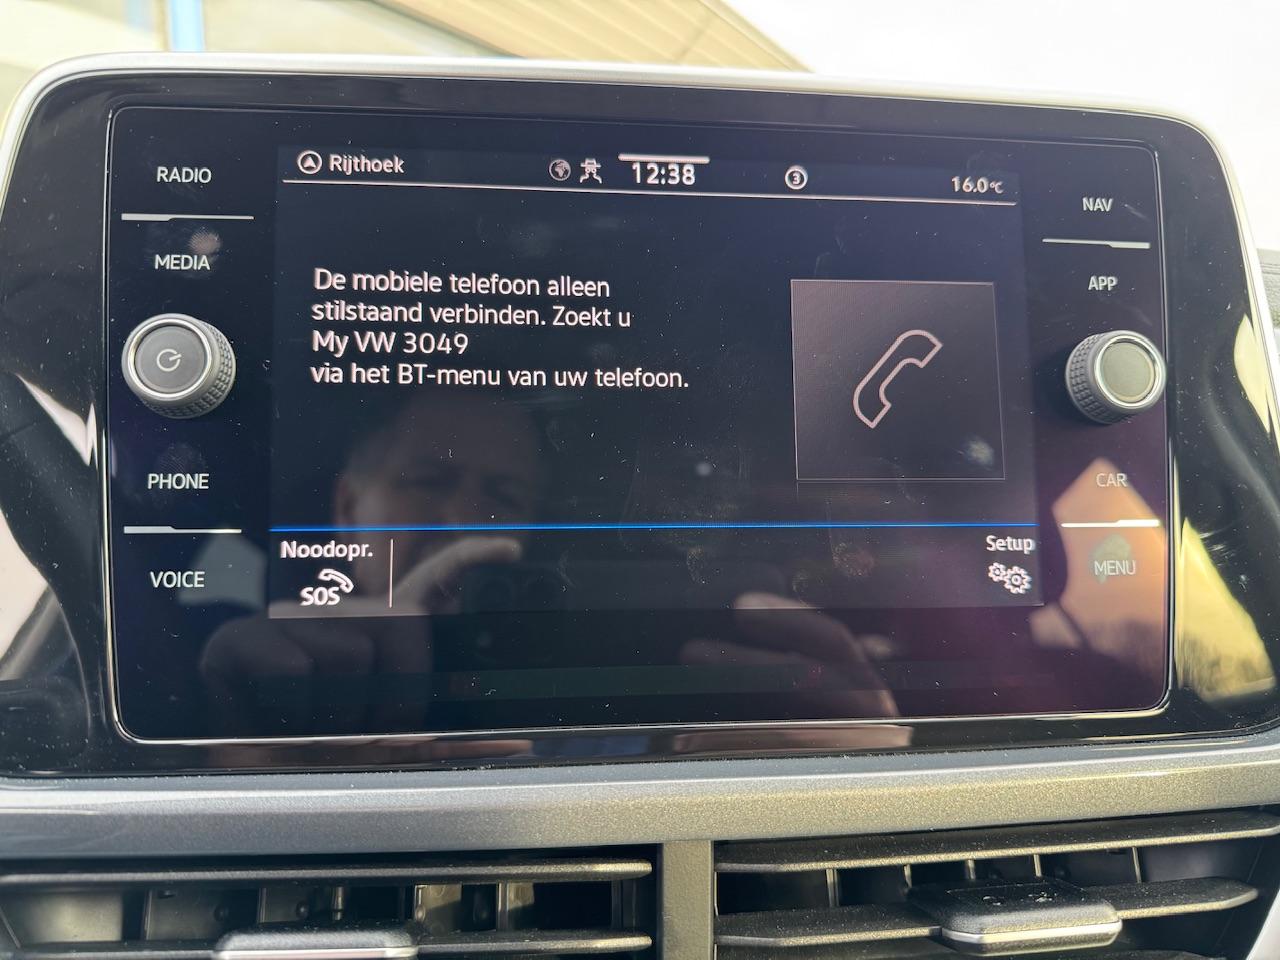 RADIO
MEDIA
PHONE
VOICE
Rijthoek
12:38
3
16.0°C
De mobiele telefoon alleen
stilstaand verbinden. Zoekt u
My VW 3049
via het BT-menu van uw telefoon.
Noodopr.
SOS
Setup
NAV
APP
CAR
MENU